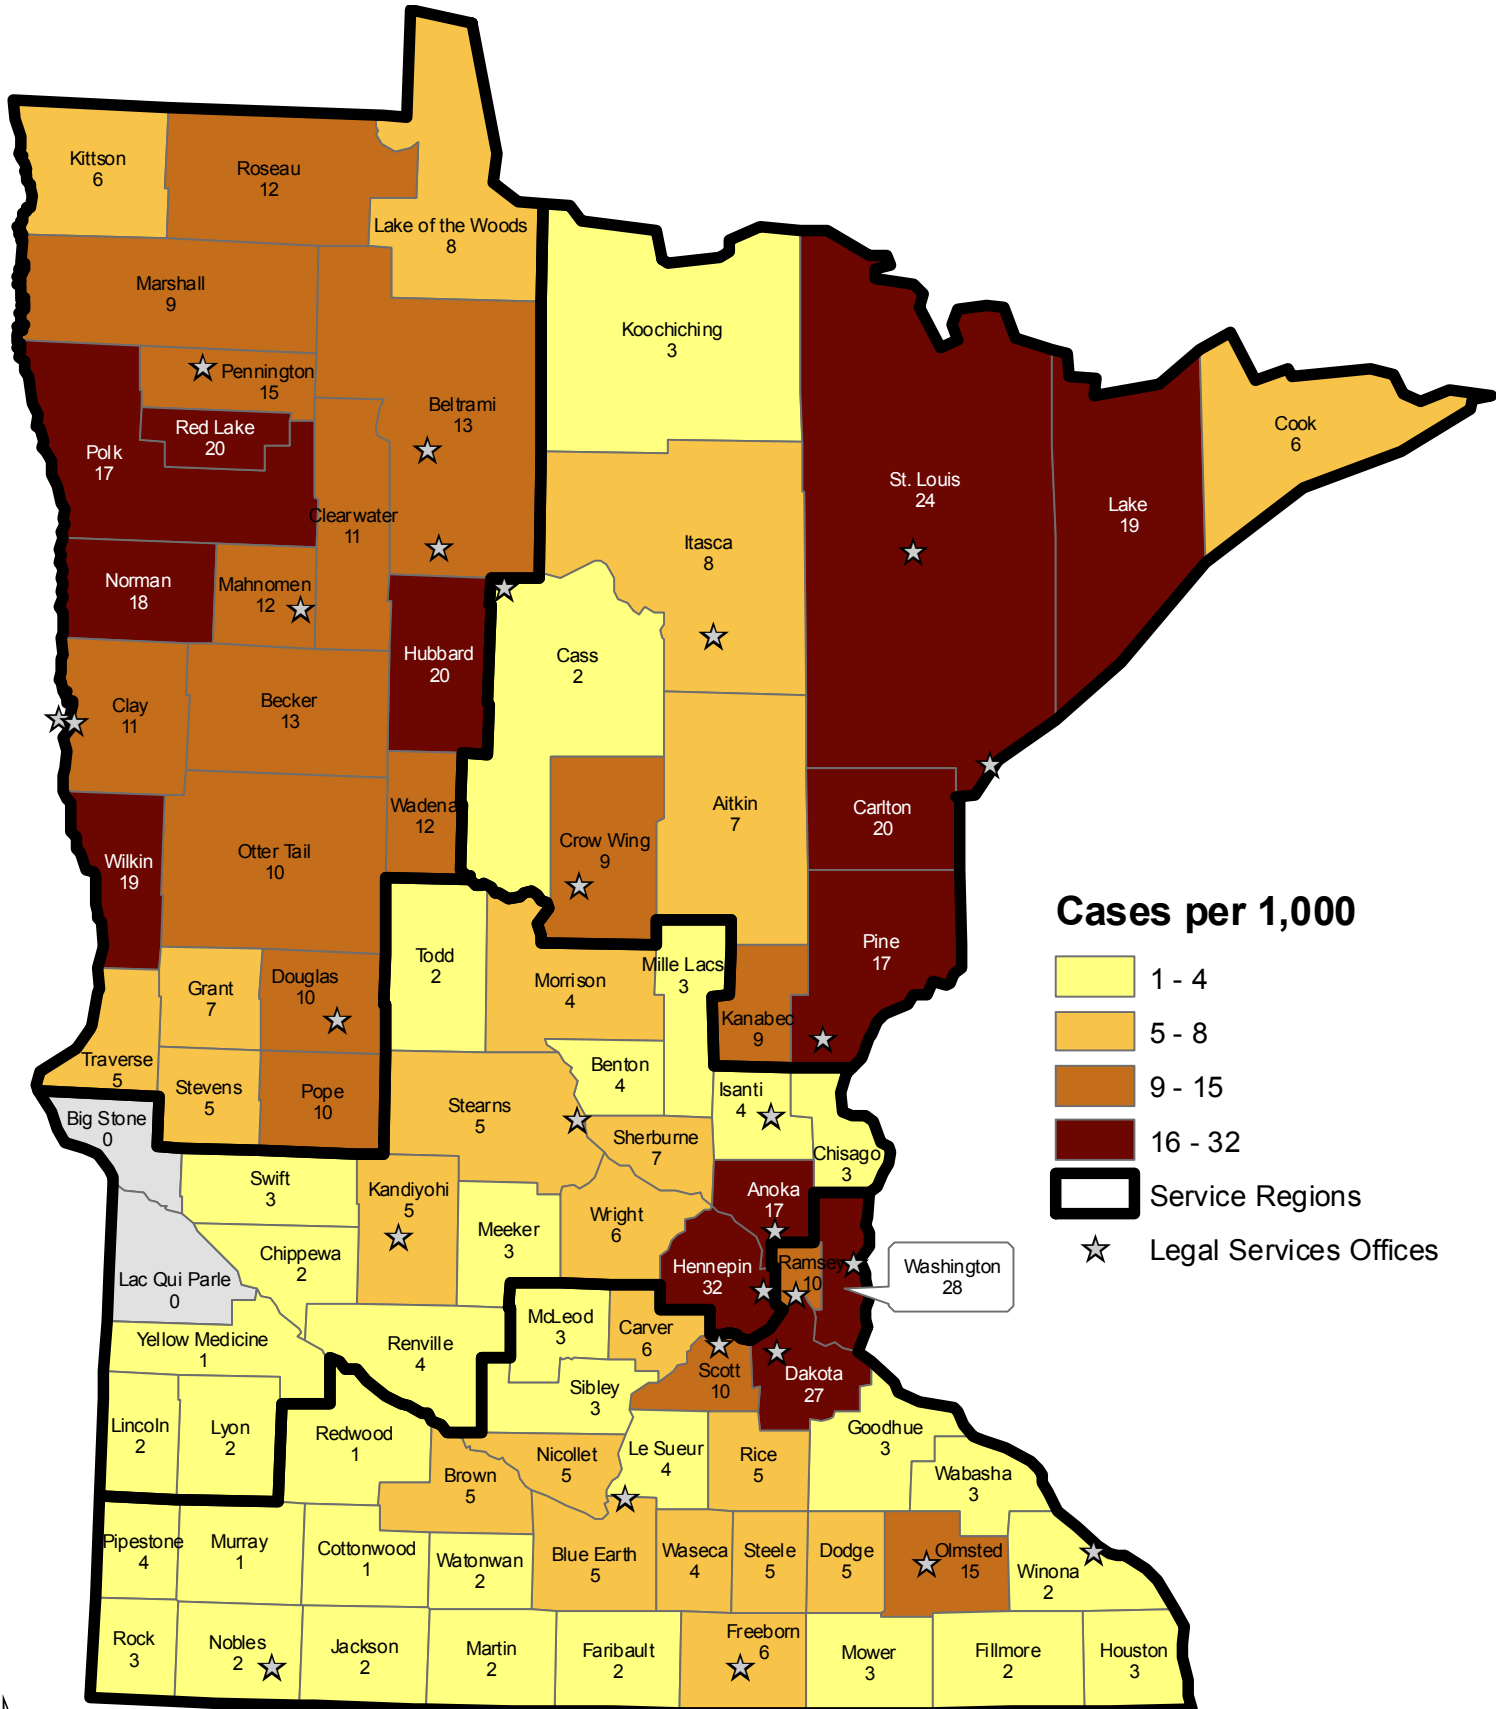 Kittson
6
Roseau
12
Lake of the Woods
8
Marshall
9
Koochiching
3
Pennington
15
Beltrami
13
Red Lake
20
Polk
17
Cook
6
St. Louis
24
Lake
19
Clearwater
11
Itasca
8
Norman
18
Mahnomen
12
Hubbard
20
Cass
2
Clay
11
Becker
13
Wadena
12
Aitkin
7
Carlton
20
Crow Wing
9
Otter Tail
10
Wilkin
19
Cases per 1,000
1 - 4
5 - 8
9 - 15
16 - 32
Service Regions
Legal Services Offices
Pine
17
Todd
2
Mille Lacs
3
Morrison
4
Grant
7
Douglas
10
Kanabec
9
Traverse
5
Stevens
5
Pope
10
Benton
4
Isanti
4
Stearns
5
Big Stone
0
Sherburne
7
Chisago
3
Swift
3
Kandiyohi
5
Anoka
17
Meeker
3
Wright
6
Chippewa
2
Hennepin
32
Ramsey
10
Washington
28
Lac Qui Parle
0
McLeod
3
Carver
6
Yellow Medicine
1
Renville
4
Scott
10
Dakota
27
Sibley
3
Lincoln
2
Lyon
2
Redwood
1
Goodhue
3
Nicollet
5
Le Sueur
4
Rice
5
Brown
5
Wabasha
3
Pipestone
4
Murray
1
Cottonwood
1
Watonwan
2
Blue Earth
5
Waseca
4
Steele
5
Dodge
5
Olmsted
15
Winona
2
Rock
3
Nobles
2
Jackson
2
Martin
2
Faribault
2
Freeborn
6
Mower
3
Fillmore
2
Houston
3